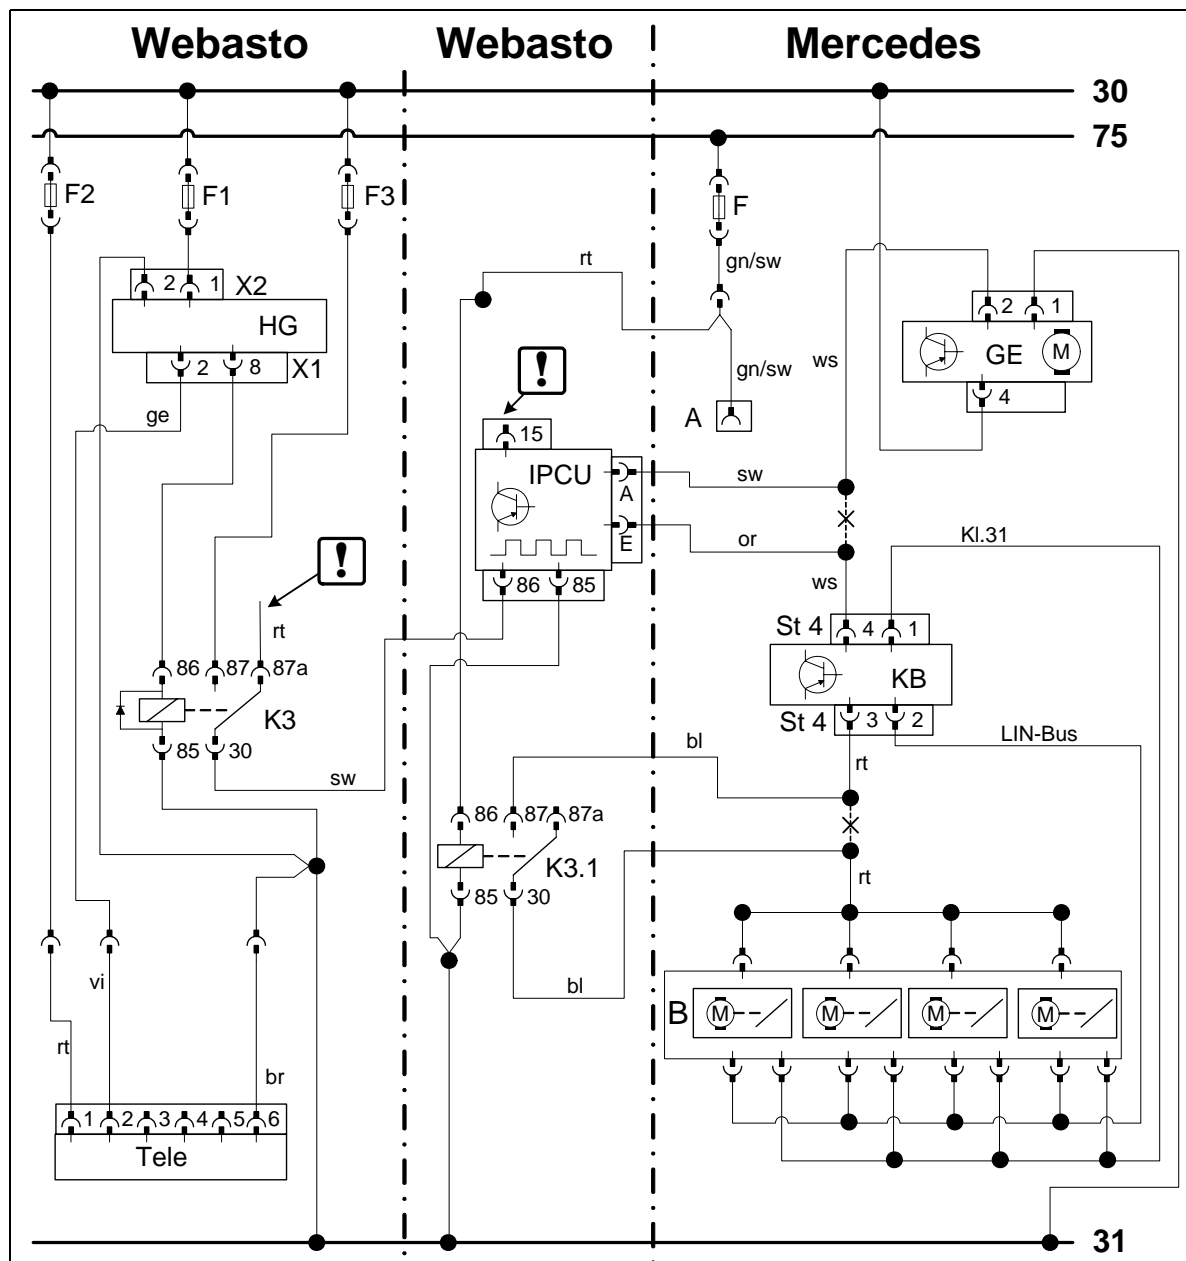 Webasto
Webasto
Mercedes
30
75
F2
F1
F3
F
gn/sw
rt
2
1
X2
HG
2
8
X1
ge
ws
2
1
GE
M
4
gn/sw
A
!
15
IPCU
A
E
86
85
sw
or
Kl.31
ws
!
rt
86
87
87a
K3
85
30
sw
St 4
4
1
KB
St 4
3
2
LIN-Bus
rt
bl
86
87
87a
K3.1
85
30
bl
rt
B
M
M
M
M
vi
rt
br
1
2
3
4
5
6
Tele
31